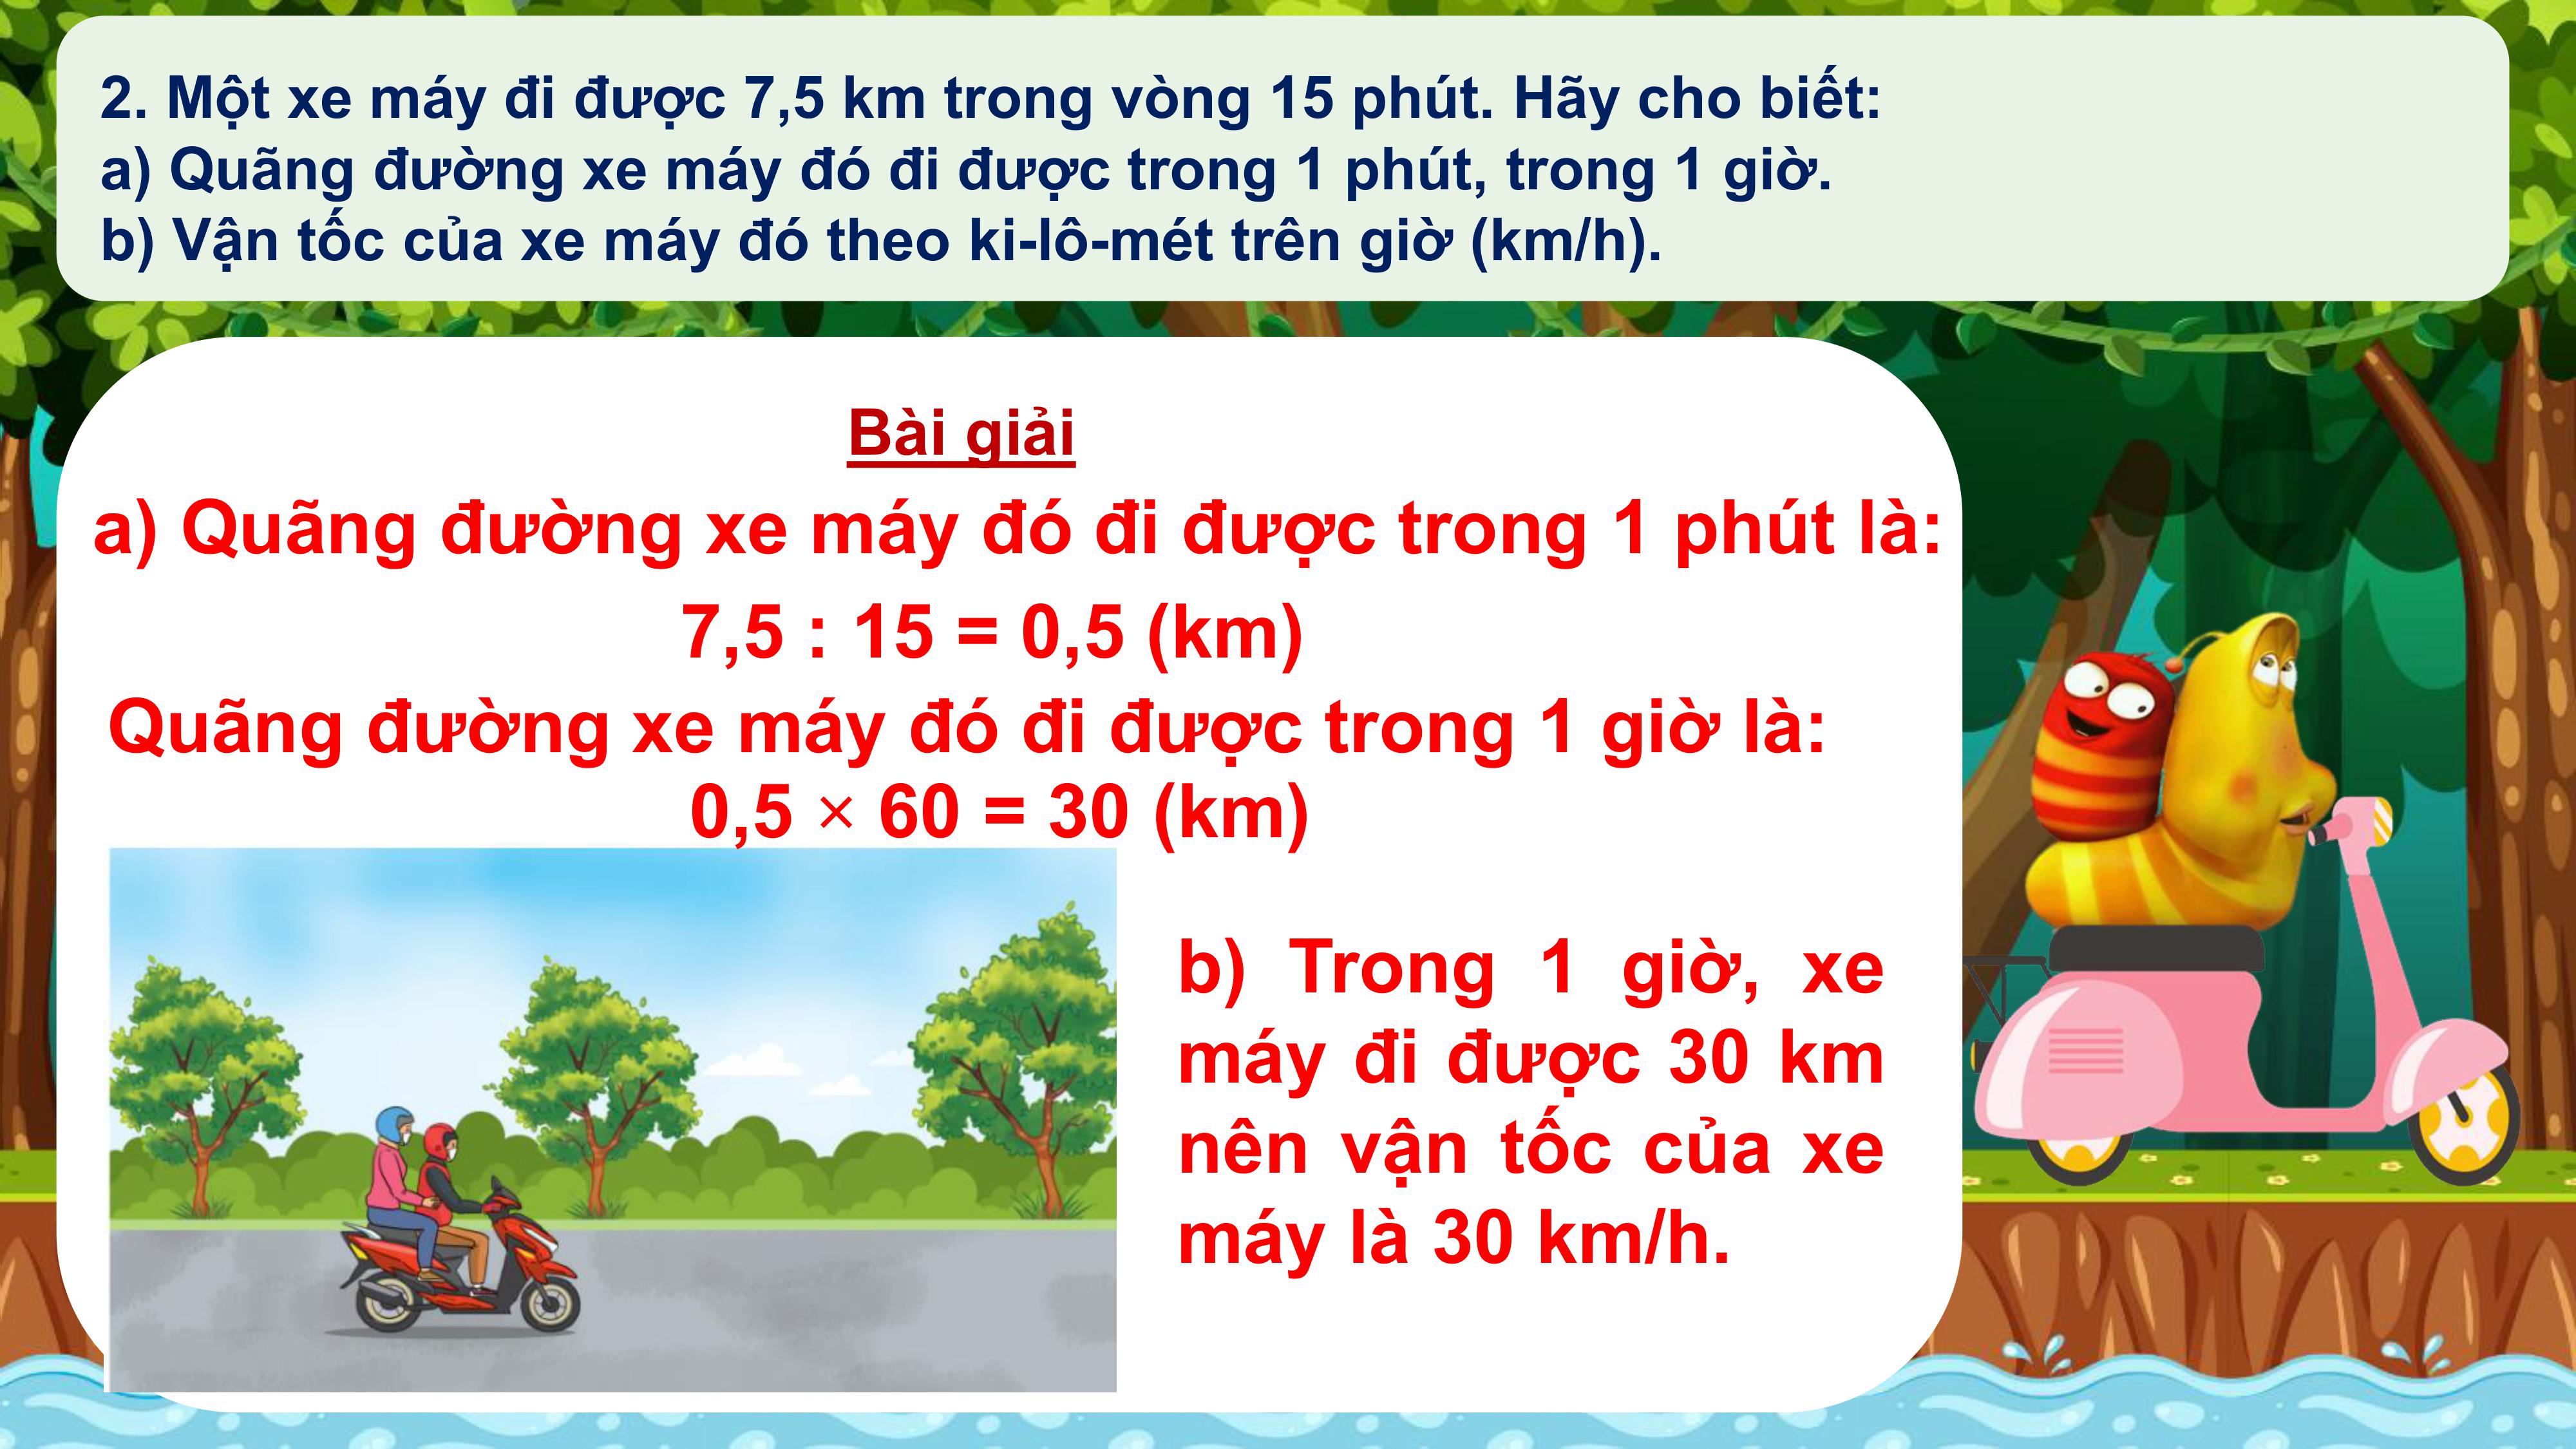 2. Một xe máy đi được 7,5 km trong vòng 15 phút. Hãy cho biết:
a) Quãng đường xe máy đó đi được trong 1 phút, trong 1 giờ.
b) Vận tốc của xe máy đó theo ki-lô-mét trên giờ (km/h).
Bài giải
a) Quãng đường xe máy đó đi được trong 1 phút là:
7,5 : 15 = 0,5 (km)
Quãng đường xe máy đó đi được trong 1 giờ là:
0,5 × 60 = 30 (km)
b) Trong 1 giờ, xe
máy đi được 30 km
nên vận tốc của xe
máy là 30 km/h.